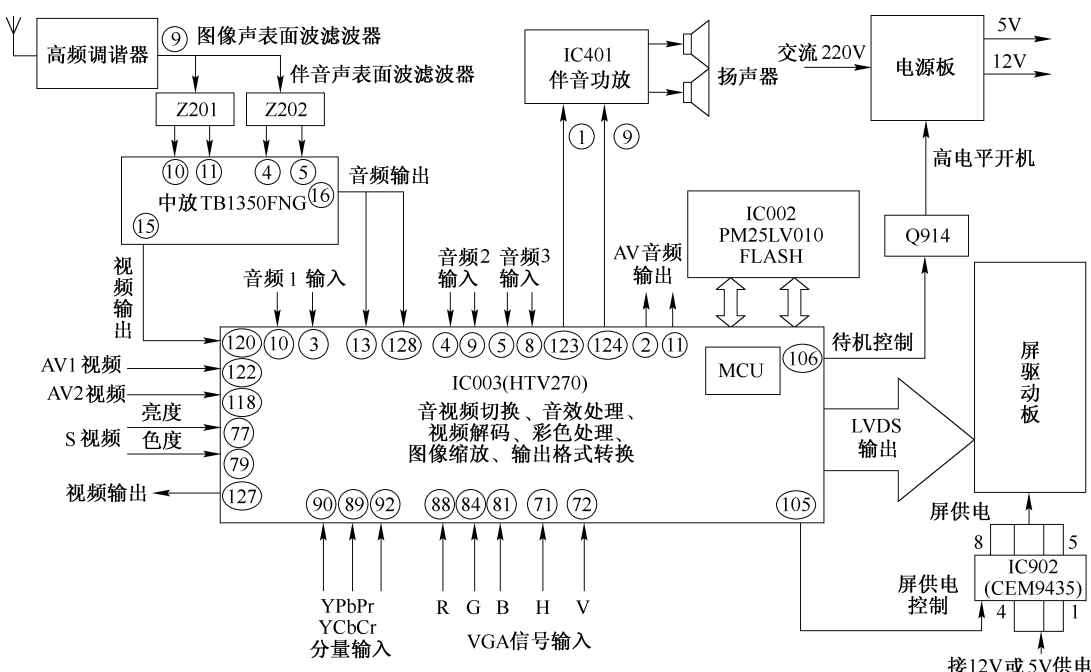 高频调谐器
⑨
图像声表面波滤波器
伴音声表面波滤波器
Z201
Z202
⑩
⑪
④
⑤
中放TB1350FNG
⑯
⑮
音频输出
视频输出
IC401
伴音功放
扬声器
①
⑨
交流 220V
电源板
5V
12V
高电平开机
Q914
IC002
PM25LV010
FLASH
音频1 输入
音频2
输入
音频3
输入
AV音频
输出
120
10
3
13
128
4
9
5
8
123
124
2
11
106
待机控制
MCU
AV1视频
122
AV2视频
118
亮度
77
S视频
色度
79
视频输出
127
IC003(HTV270)
音视频切换、音效处理、
视频解码、彩色处理、
图像缩放、输出格式转换
LVDS
输出
屏驱动板
90
89
92
88
84
81
71
72
105
YPbPr
YCbCr
分量输入
R
G
B
H
V
VGA信号输入
屏供电
8
5
IC902
(CEM9435)
4
1
屏供电
控制
接12V或5V供电